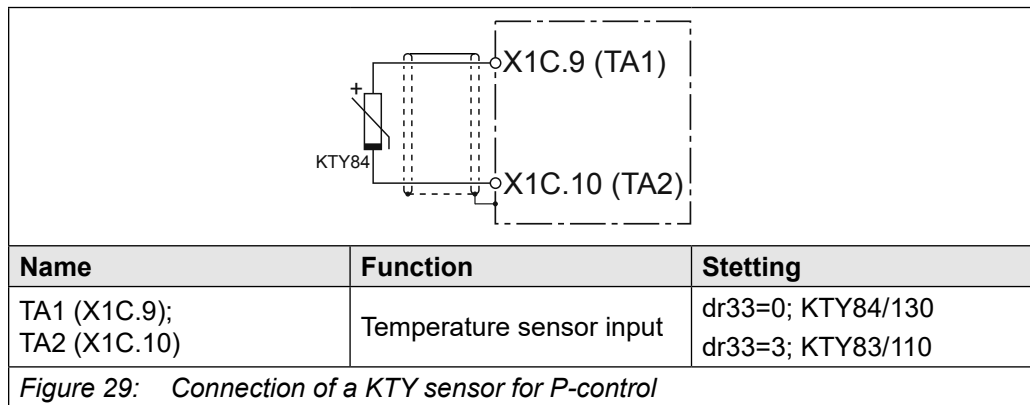 X1C.9 (TA1)
+
KTY84
X1C.10 (TA2)
Name Function Stetting
TA1 (X1C.9);
TA2 (X1C.10)
Temperature sensor input
dr33=0; KTY84/130
dr33=3; KTY83/110
Figure 29: Connection of a KTY sensor for P-control